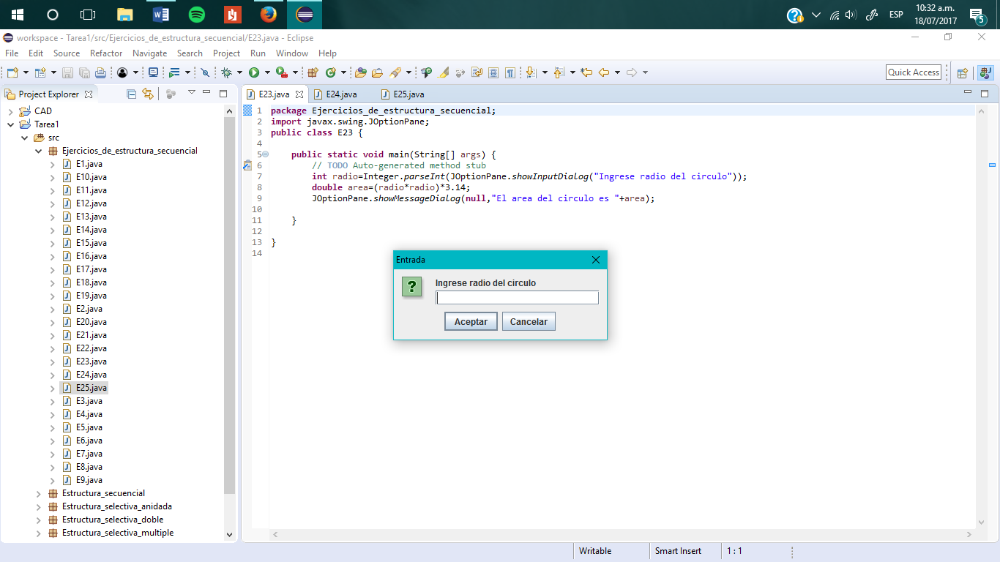 ESP
10:32 a.m.
18/07/2017
5
workspace - Tarea1/src/Ejercicios_de_estructura_secuencial/E23.java - Eclipse
File Edit Source Refactor Navigate Search Project Run Window Help
Quick Access
Project Explorer
CAD
Tarea1
src
Ejercicios_de_estructura_secuencial
E1.java
E10.java
E11.java
E12.java
E13.java
E14.java
E15.java
E16.java
E17.java
E18.java
E19.java
E2.java
E20.java
E21.java
E22.java
E23.java
E24.java
E25.java
E3.java
E4.java
E5.java
E6.java
E7.java
E8.java
E9.java
Estructura_secuencial
Estructura_selectiva_anidada
Estructura_selectiva_doble
Estructura_selectiva_multiple
E23.java E24.java E25.java
1 package Ejercicios_de_estructura_secuencial;
2 import javax.swing.JOptionPane;
3 public class E23 {
4
5 public static void main(String[] args) {
6 // TODO Auto-generated method stub
7 int radio=Integer.parseInt(JOptionPane.showInputDialog("Ingrese radio del circulo"));
8 double area=(radio*radio)*3.14;
9 JOptionPane.showMessageDialog(null,"El area del circulo es "+area);
10
11 }
12
13 }
14
Entrada
Ingrese radio del circulo
Aceptar Cancelar
Writable Smart Insert 1 : 1